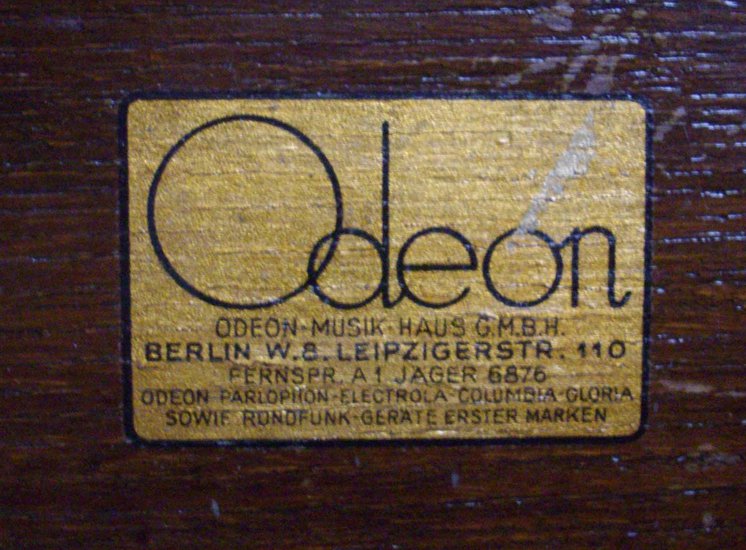 Odeon
ODEON-MUSIK-HAUS G.M.B.H.
BERLIN W.8. LEIPZIGERSTR. 110
FERNSPR. A1 JÄGER 6876
ODEON PARLOPHON-ELECTROLA-COLUMBIA-GLORIA
SOWIE RUNDFUNK-GERÄTE ERSTER MARKEN